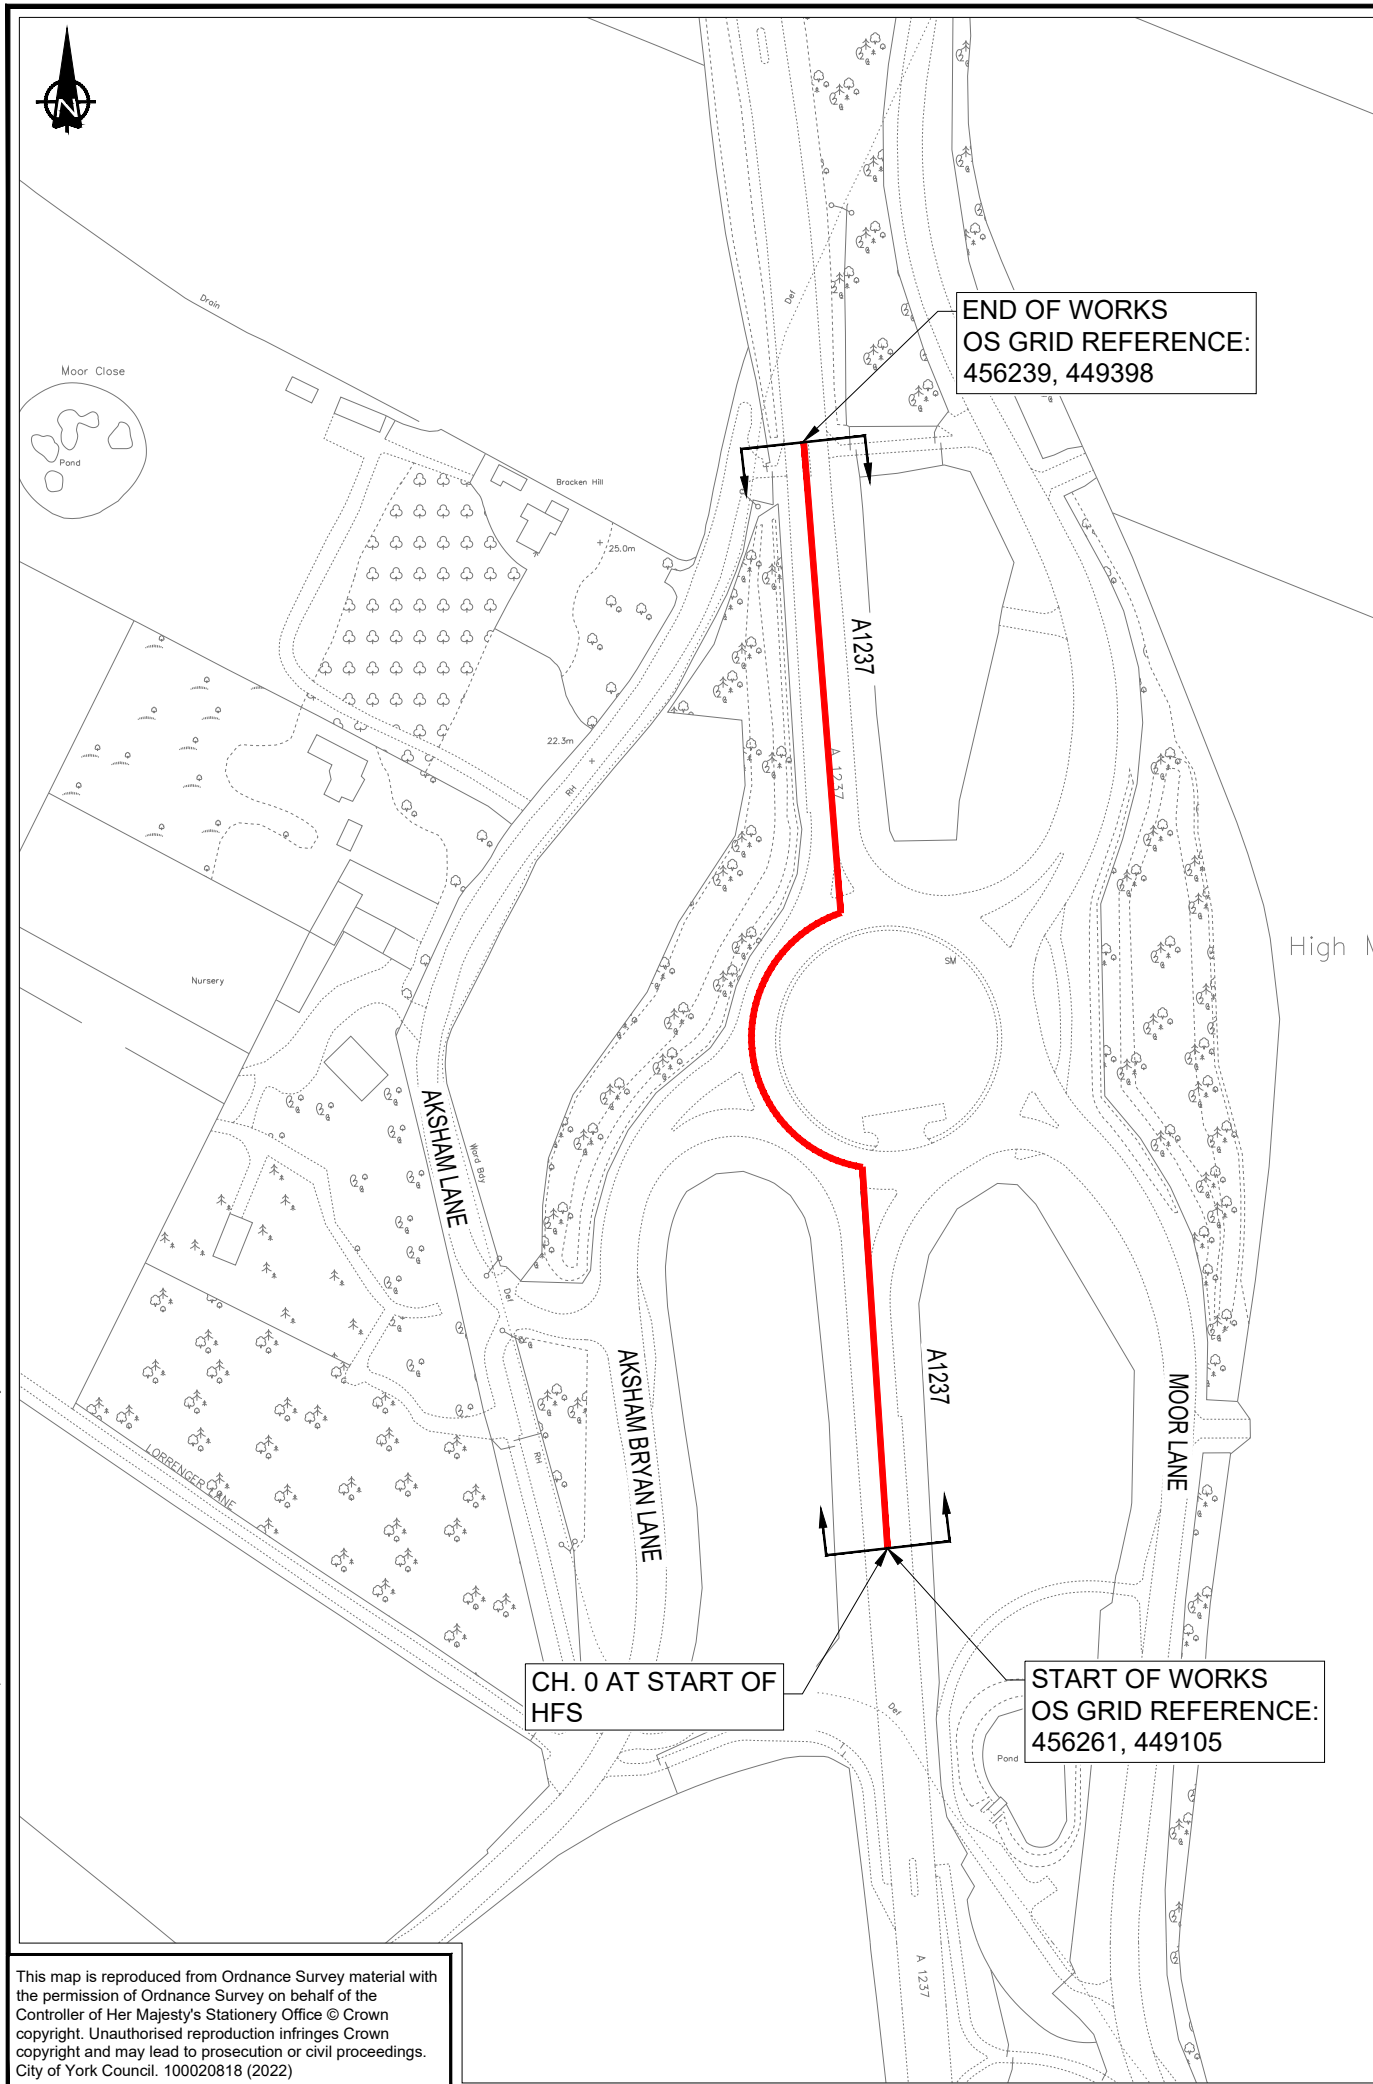 N
Drain
Def
END OF WORKS
OS GRID REFERENCE:
456239, 449398
Moor Close
Pond
Bracken Hill
25.0m
A1237
22.3m
A 1237
RH
High M
SM
Nursery
AKSHAM LANE
Ward Bdy
Def
AKSHAM BRYAN LANE
A1237
MOOR LANE
LORRENGER LANE
RH
CH. 0 AT START OF
HFS
START OF WORKS
OS GRID REFERENCE:
456261, 449105
Def
Pond
A 1237
This map is reproduced from Ordnance Survey material with
the permission of Ordnance Survey on behalf of the
Controller of Her Majesty's Stationery Office © Crown
copyright. Unauthorised reproduction infringes Crown
copyright and may lead to prosecution or civil proceedings.
City of York Council. 100020818 (2022)